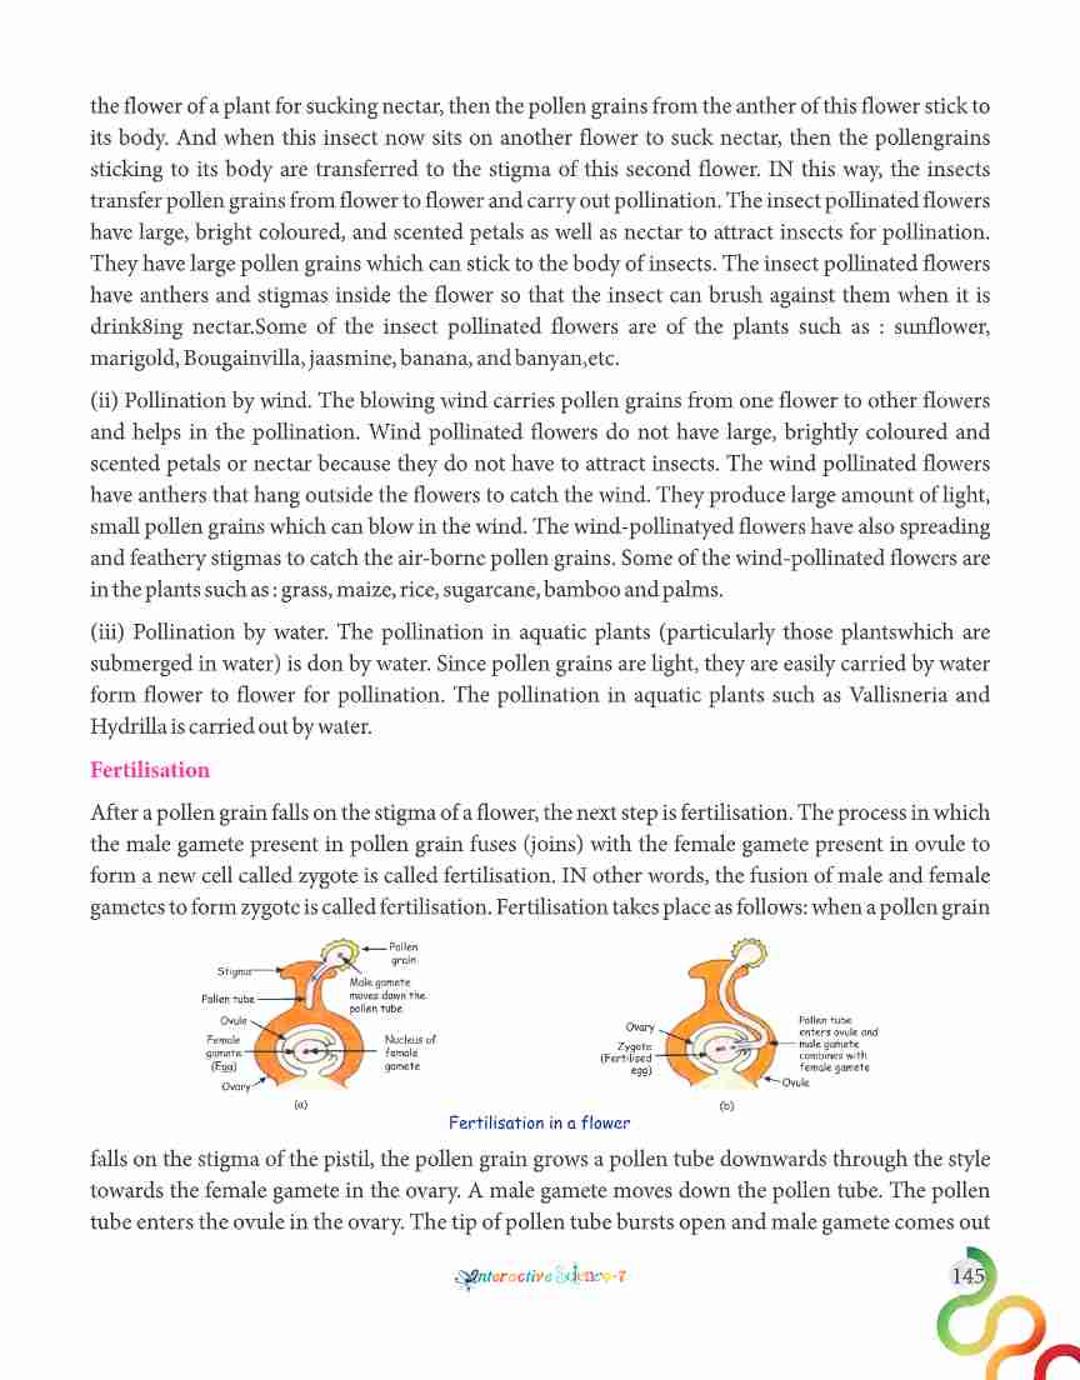 the flower of a plant for sucking nectar, then the pollen grains from the anther of this flower stick to
its body. And when this insect now sits on another flower to suck nectar, then the pollengrains
sticking to its body are transferred to the stigma of this second flower. IN this way, the insects
transfer pollen grains from flower to flower and carry out pollination. The insect pollinated flowers
have large, bright coloured, and scented petals as well as nectar to attract insects for pollination.
They have large pollen grains which can stick to the body of insects. The insect pollinated flowers
have anthers and stigmas inside the flower so that the insect can brush against them when it is
drink8ing nectar.Some of the insect pollinated flowers are of the plants such as : sunflower,
marigold, Bougainvilla, jaasmine, banana, and banyan,etc.
(ii) Pollination by wind. The blowing wind carries pollen grains from one flower to other flowers
and helps in the pollination. Wind pollinated flowers do not have large, brightly coloured and
scented petals or nectar because they do not have to attract insects. The wind pollinated flowers
have anthers that hang outside the flowers to catch the wind. They produce large amount of light,
small pollen grains which can blow in the wind. The wind-pollinatyed flowers have also spreading
and feathery stigmas to catch the air-borne pollen grains. Some of the wind-pollinated flowers are
in the plants such as : grass, maize, rice, sugarcane, bamboo and palms.
(iii) Pollination by water. The pollination in aquatic plants (particularly those plantswhich are
submerged in water) is don by water. Since pollen grains are light, they are easily carried by water
form flower to flower for pollination. The pollination in aquatic plants such as Vallisneria and
Hydrilla is carried out by water.
Fertilisation
After a pollen grain falls on the stigma of a flower, the next step is fertilisation. The process in which
the male gamete present in pollen grain fuses (joins) with the female gamete present in ovule to
form a new cell called zygote is called fertilisation. IN other words, the fusion of male and female
gametes to form zygote is called fertilisation. Fertilisation takes place as follows: when a pollen grain
Pollen
grain
Stigma
Male gamete
moves down the
pollen tube
Pollen tube
Ovule
Female
gamete
(Egg)
Nucleus of
female
gamete
Ovary
(a)
Ovary
Zygote
(Fertilised
egg)
Pollen tube
enters ovule and
male gamete
combines with
female gamete
Ovule
(b)
Fertilisation in a flower
falls on the stigma of the pistil, the pollen grain grows a pollen tube downwards through the style
towards the female gamete in the ovary. A male gamete moves down the pollen tube. The pollen
tube enters the ovule in the ovary. The tip of pollen tube bursts open and male gamete comes out
Interactive Science-7
145